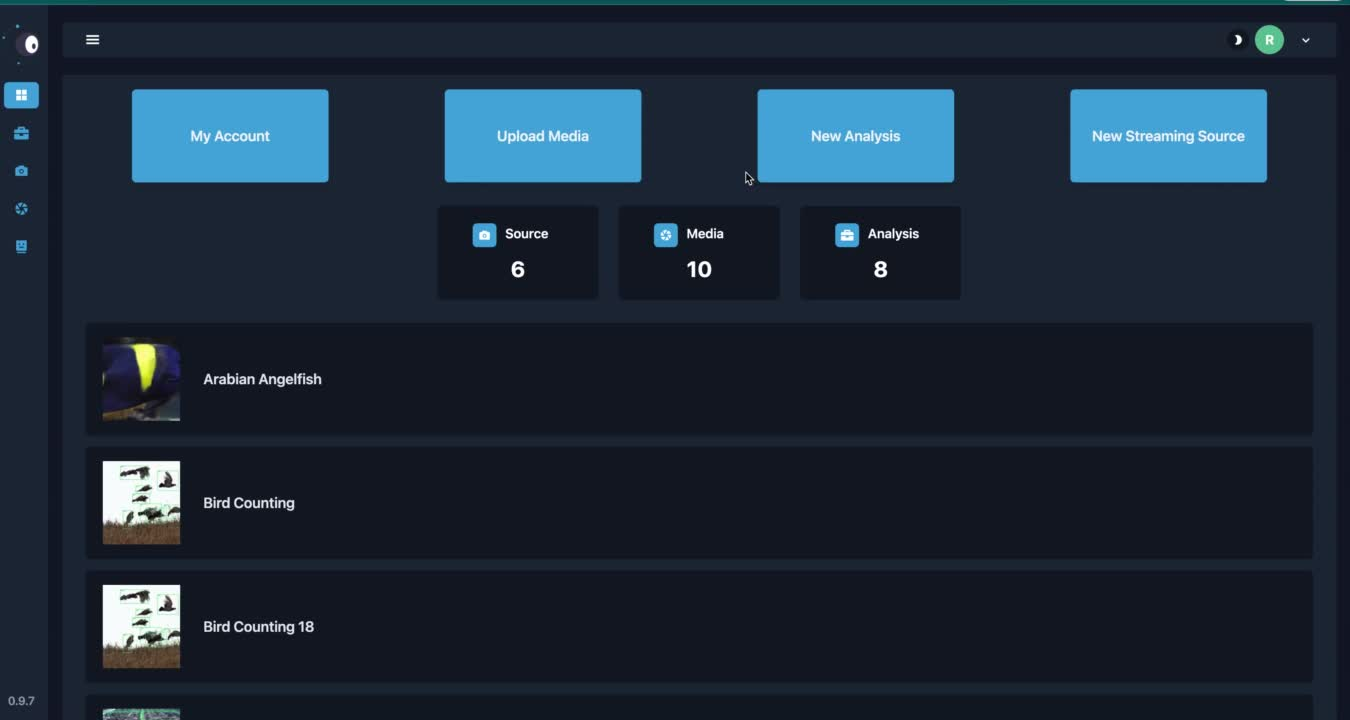 R
My Account
Upload Media
New Analysis
New Streaming Source
Source
6
Media
10
Analysis
8
Arabian Angelfish
Bird Counting
Bird Counting 18
0.9.7